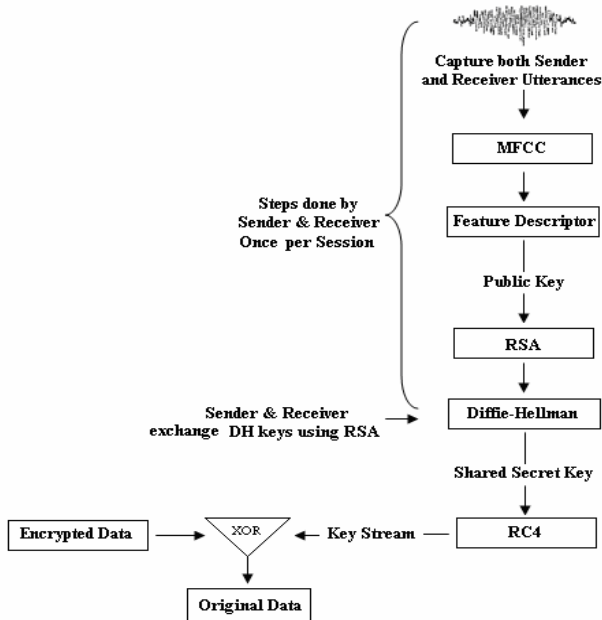 Capture both Sender
and Receiver Utterances
MFCC
Steps done by
Sender & Receiver
Once per Session
Feature Descriptor
Public Key
RSA
Sender & Receiver
exchange DH keys using RSA
Diffie-Hellman
Shared Secret Key
Encrypted Data
XOR
Key Stream
RC4
Original Data